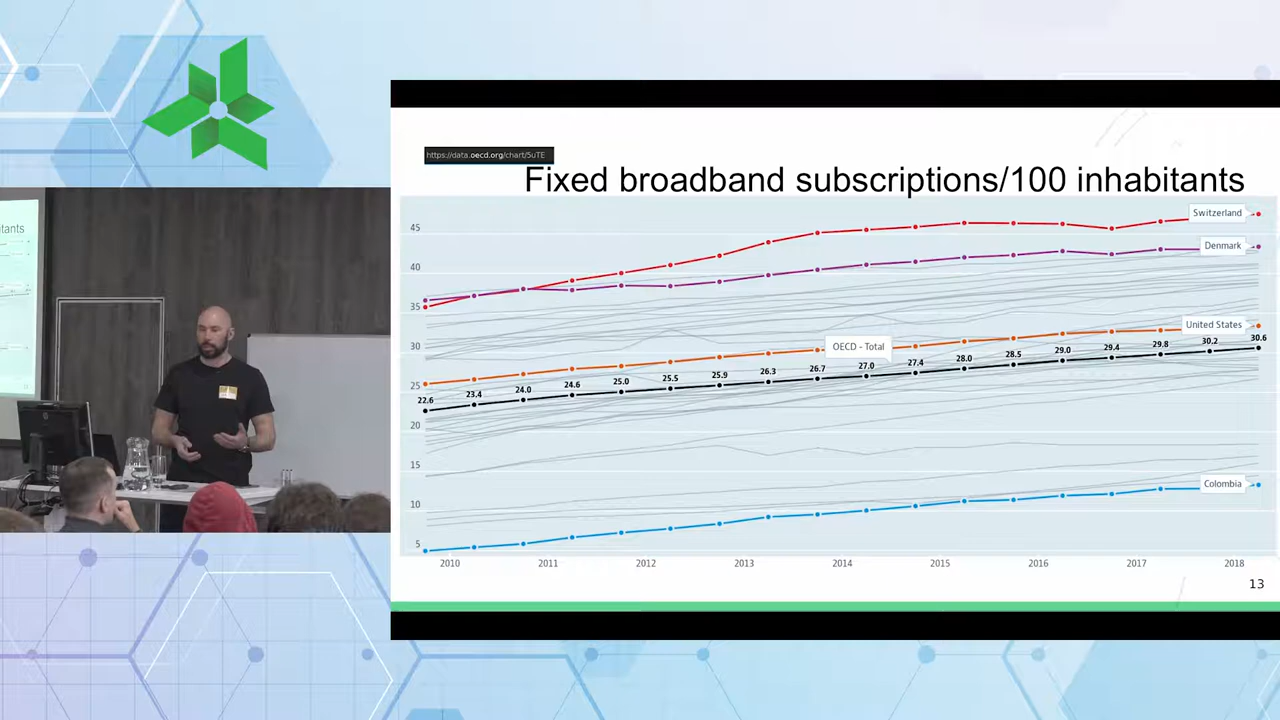 https://data.oecd.org/chart/5uTE
Fixed broadband subscriptions/100 inhabitants
itants
45
40
35
30
25
20
15
10
5
Switzerland
Denmark
United States
OECD - Total
Colombia
22.6 23.4 24.0 24.6 25.0 25.5 25.9 26.3 26.7 27.0 27.4 28.0 28.5 29.0 29.4 29.8 30.2 30.6
2010 2011 2012 2013 2014 2015 2016 2017 2018
13